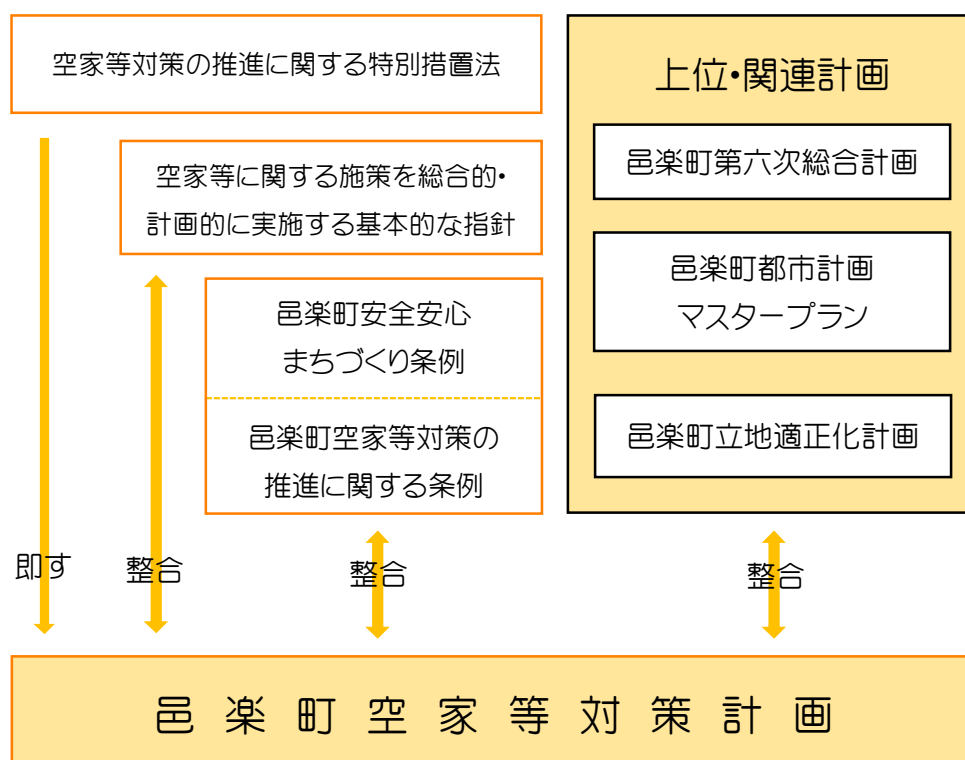 空家等対策の推進に関する特別措置法
空家等に関する施策を総合的・
計画的に実施する基本的な指針
邑楽町安全安心
まちづくり条例
邑楽町空家等対策の
推進に関する条例
上位・関連計画
邑楽町第六次総合計画
邑楽町都市計画
マスタープラン
邑楽町立地適正化計画
即す
整合
整合
整合
邑楽町空家等対策計画